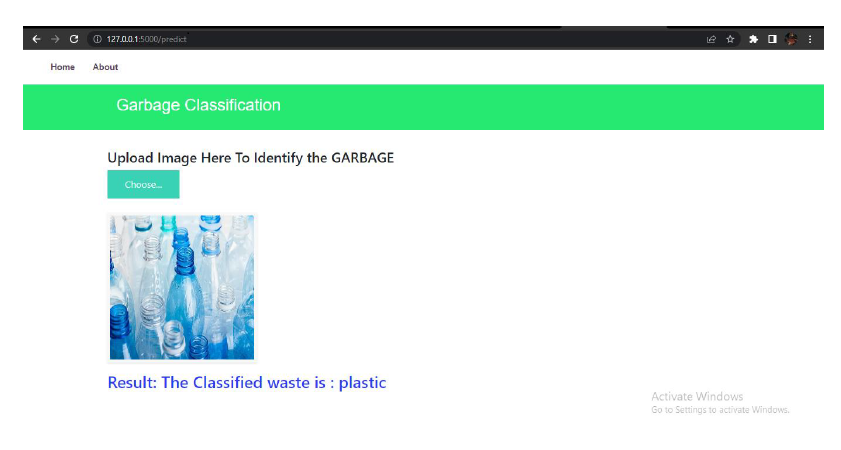 127.0.0.1:5000/predict
Home About
Garbage Classification
Upload Image Here To Identify the GARBAGE
Choose...
Result: The Classified waste is : plastic
Activate Windows
Go to Settings to activate Windows.